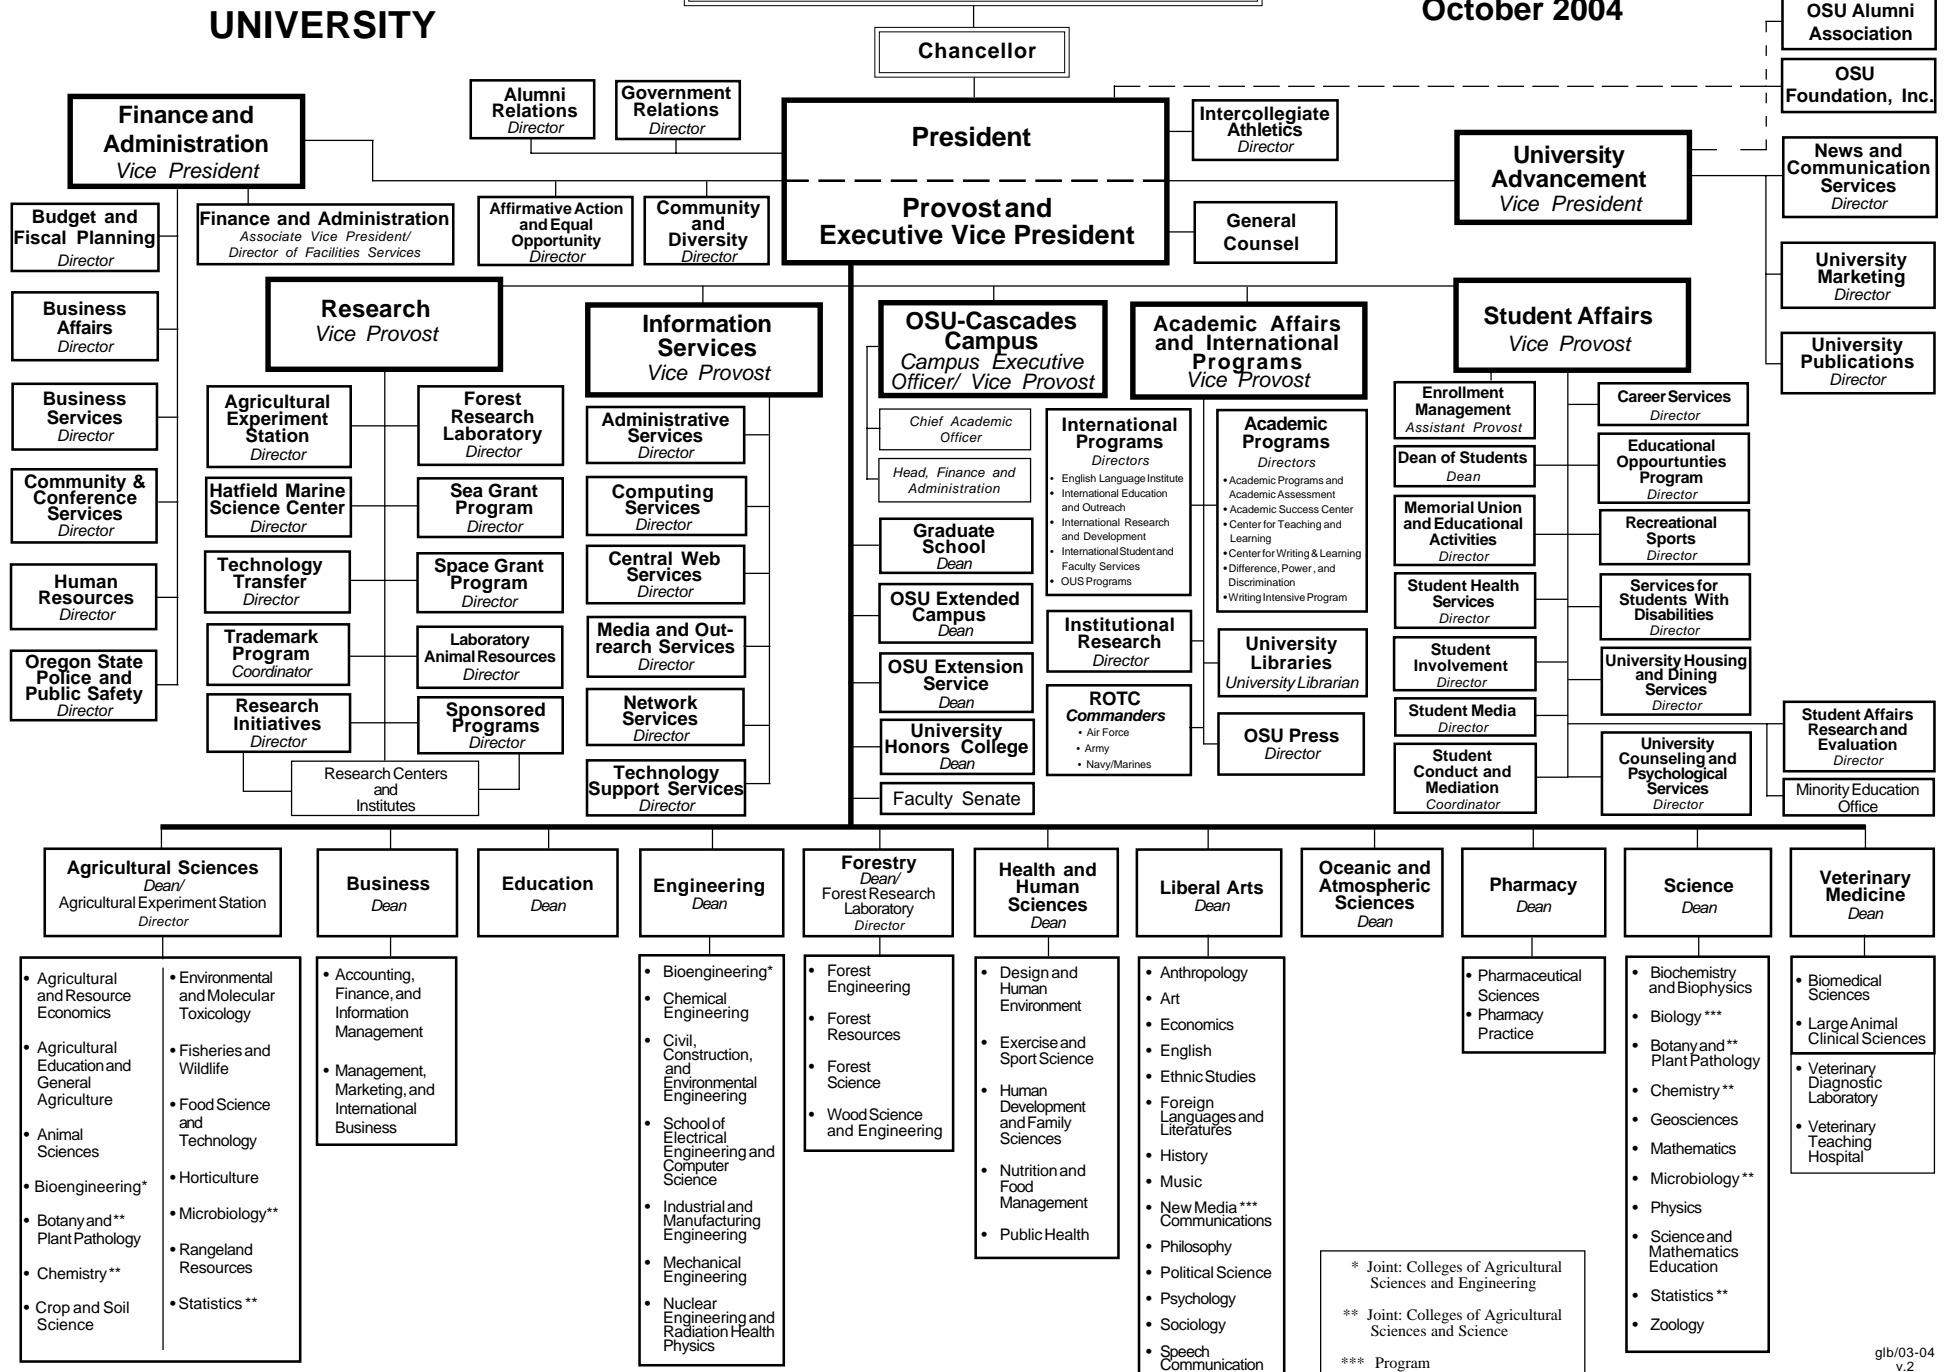 UNIVERSITY
October 2004
OSU Alumni
Association
Chancellor
OSU
Foundation, Inc.
Finance and
Administration
Vice President
Alumni
Relations
Director
Government
Relations
Director
President
Provost and
Executive Vice President
Intercollegiate
Athletics
Director
University
Advancement
Vice President
News and
Communication
Services
Director
Budget and
Fiscal Planning
Director
Finance and Administration
Associate Vice President/
Director of Facilities Services
Affirmative Action
and Equal
Opportunity
Director
Community
and
Diversity
Director
General
Counsel
University
Marketing
Director
University
Publications
Director
Business
Affairs
Director
Business
Services
Director
Community &
Conference
Services
Director
Human
Resources
Director
Oregon State
Police and
Public Safety
Director
Research
Vice Provost
Agricultural
Experiment
Station
Director
Forest
Research
Laboratory
Director
Hatfield Marine
Science Center
Director
Sea Grant
Program
Director
Technology
Transfer
Director
Space Grant
Program
Director
Trademark
Program
Coordinator
Laboratory
Animal Resources
Director
Research
Initiatives
Director
Sponsored
Programs
Director
Research Centers
and
Institutes
Information
Services
Vice Provost
Administrative
Services
Director
Computing
Services
Director
Central Web
Services
Director
Media and Out-
rearch Services
Director
Network
Services
Director
Technology
Support Services
Director
OSU-Cascades
Campus
Campus Executive
Officer/ Vice Provost
Chief Academic
Officer
Head, Finance and
Administration
Graduate
School
Dean
OSU Extended
Campus
Dean
OSU Extension
Service
Dean
University
Honors College
Dean
Faculty Senate
Academic Affairs
and International
Programs
Vice Provost
International
Programs
Directors
• English Language Institute
• International Education
and Outreach
• International Research
and Development
• International Student and
Faculty Services
• OUS Programs
Academic
Programs
Directors
• Academic Programs and
Academic Assessment
• Academic Success Center
• Center for Teaching and
Learning
• Center for Writing & Learning
• Difference, Power, and
Discrimination
• Writing Intensive Program
Institutional
Research
Director
University
Libraries
University Librarian
ROTC
Commanders
• Air Force
• Army
• Navy/Marines
OSU Press
Director
Student Affairs
Vice Provost
Enrollment
Management
Assistant Provost
Career Services
Director
Dean of Students
Dean
Educational
Oppourtunties
Program
Director
Memorial Union
and Educational
Activities
Director
Recreational
Sports
Director
Student Health
Services
Director
Services for
Students With
Disabilities
Director
Student
Involvement
Director
University Housing
and Dining
Services
Director
Student Media
Director
Student
Conduct and
Mediation
Coordinator
University
Counseling and
Psychological
Services
Director
Student Affairs
Research and
Evaluation
Director
Minority Education
Office
Agricultural Sciences
Dean/
Agricultural Experiment Station
Director
• Agricultural
and Resource
Economics
• Agricultural
Education and
General
Agriculture
• Animal
Sciences
• Bioengineering*
• Botany and **
Plant Pathology
• Chemistry **
• Crop and Soil
Science
• Environmental
and Molecular
Toxicology
• Fisheries and
Wildlife
• Food Science
and
Technology
• Horticulture
• Microbiology**
• Rangeland
Resources
• Statistics **
Business
Dean
• Accounting,
Finance, and
Information
Management
• Management,
Marketing, and
International
Business
Education
Dean
Engineering
Dean
• Bioengineering*
• Chemical
Engineering
• Civil,
Construction,
and
Environmental
Engineering
• School of
Electrical
Engineering and
Computer
Science
• Industrial and
Manufacturing
Engineering
• Mechanical
Engineering
• Nuclear
Engineering and
Radiation Health
Physics
Forestry
Dean/
Forest Research
Laboratory
Director
• Forest
Engineering
• Forest
Resources
• Forest
Science
• Wood Science
and Engineering
Health and
Human
Sciences
Dean
• Design and
Human
Environment
• Exercise and
Sport Science
• Human
Development
and Family
Sciences
• Nutrition and
Food
Management
• Public Health
Liberal Arts
Dean
• Anthropology
• Art
• Economics
• English
• Ethnic Studies
• Foreign
Languages and
Literatures
• History
• Music
• New Media ***
Communications
• Philosophy
• Political Science
• Psychology
• Sociology
• Speech
Communication
Oceanic and
Atmospheric
Sciences
Dean
Pharmacy
Dean
• Pharmaceutical
Sciences
• Pharmacy
Practice
Science
Dean
• Biochemistry
and Biophysics
• Biology ***
• Botany and **
Plant Pathology
• Chemistry **
• Geosciences
• Mathematics
• Microbiology **
• Physics
• Science and
Mathematics
Education
• Statistics **
• Zoology
Veterinary
Medicine
Dean
• Biomedical
Sciences
• Large Animal
Clinical Sciences
• Veterinary
Diagnostic
Laboratory
• Veterinary
Teaching
Hospital
* Joint: Colleges of Agricultural
Sciences and Engineering
** Joint: Colleges of Agricultural
Sciences and Science
*** Program
glb/03-04
v.2